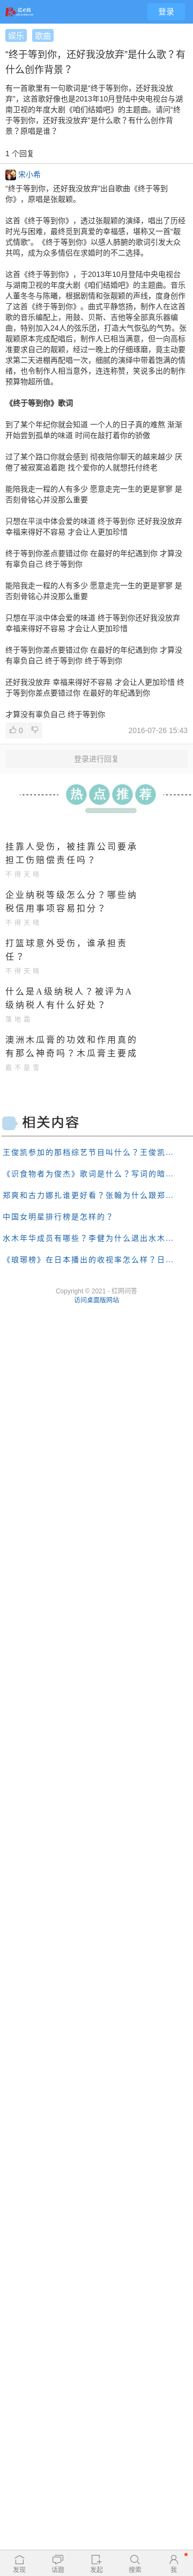 红网
登录
娱乐 歌曲
“终于等到你，还好我没放弃”是什么歌？有
什么创作背景？
有一首歌里有一句歌词是“终于等到你，还好我没放
弃”，这首歌好像也是2013年10月登陆中央电视台与湖
南卫视的年度大剧《咱们结婚吧》的主题曲。请问“终
于等到你，还好我没放弃”是什么歌？有什么创作背
景？原唱是谁？
1 个回复
宋小希
“终于等到你，还好我没放弃”出自歌曲《终于等到
你》，原唱是张靓颖。
这首《终于等到你》，透过张靓颖的演绎，唱出了历经
时光与困难，最终觅到真爱的幸福感，堪称又一首“靓
式情歌”。《终于等到你》以感人肺腑的歌词引发大众
共鸣，成为众多情侣在求婚时的不二选择。
这首《终于等到你》，于2013年10月登陆中央电视台
与湖南卫视的年度大剧《咱们结婚吧》的主题曲。音乐
人董冬冬与陈曦，根据剧情和张靓颖的声线，度身创作
了这首《终于等到你》。曲式平静悠扬，制作人在这首
歌的音乐编配上，用鼓、贝斯、吉他等全部真乐器编
曲，特别加入24人的弦乐团，打造大气恢弘的气势。张
靓颖原本完成配唱后，制作人已相当满意，但一向高标
准要求自己的靓颖，经过一晚上的仔细琢磨，竟主动要
求第二天进棚再配唱一次，细腻的演绎中带着饱满的情
绪，也令制作人相当意外，连连称赞，笑说多出的制作
预算物超所值。
《终于等到你》歌词
到了某个年纪你就会知道 一个人的日子真的难熬 渐渐
开始尝到孤单的味道 时间在敲打着你的骄傲
过了某个路口你就会感到 彻夜陪你聊天的越来越少 厌
倦了被寂寞追着跑 找个爱你的人就想托付终老
能陪我走一程的人有多少 愿意走完一生的更是寥寥 是
否刻骨铭心并没那么重要
只想在平淡中体会爱的味道 终于等到你 还好我没放弃
幸福来得好不容易 才会让人更加珍惜
终于等到你差点要错过你 在最好的年纪遇到你 才算没
有辜负自己 终于等到你
能陪我走一程的人有多少 愿意走完一生的更是寥寥 是
否刻骨铭心并没那么重要
只想在平淡中体会爱的味道 终于等到你还好我没放弃
幸福来得好不容易 才会让人更加珍惜
终于等到你差点要错过你 在最好的年纪遇到你 才算没
有辜负自己 终于等到你 终于等到你
还好我没放弃 幸福来得好不容易 才会让人更加珍惜 终
于等到你差点要错过你 在最好的年纪遇到你
才算没有辜负自己 终于等到你
0
2016-07-26 15:43
登录进行回复
热点推荐
挂靠人受伤，被挂靠公司要承
担工伤赔偿责任吗？
不得天晴
企业纳税等级怎么分？哪些纳
税信用事项容易扣分？
不得天晴
打篮球意外受伤，谁承担责
任？
不得天晴
什么是A级纳税人？被评为A
级纳税人有什么好处？
落地霜
澳洲木瓜膏的功效和作用真的
有那么神奇吗？木瓜膏主要成
庭不是雪
相关内容
王俊凯参加的那档综艺节目叫什么？王俊凯...
《识食物者为俊杰》歌词是什么？写词的暗...
郑爽和古力娜扎谁更好看？张翰为什么跟郑...
中国女明星排行榜是怎样的？
水木年华成员有哪些？李健为什么退出水木...
《琅琊榜》在日本播出的收视率怎么样？日...
Copyright © 2021 - 红网问答
访问桌面版网站
发现 话题 发起 搜索 我